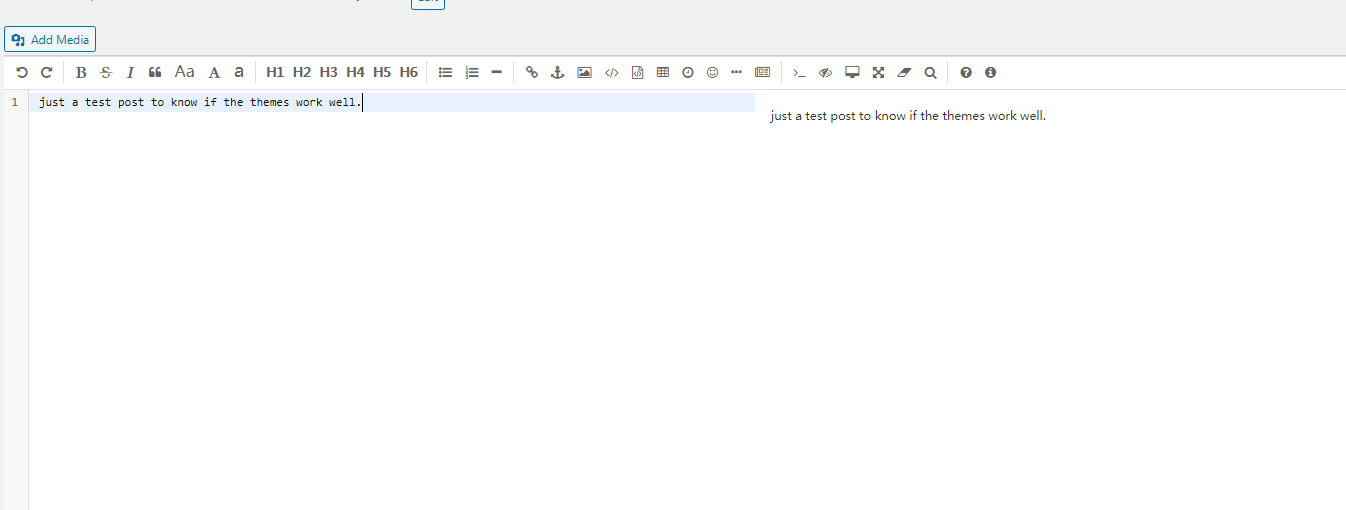 Add Media
B S I Aa A a H1 H2 H3 H4 H5 H6
1 just a test post to know if the themes work well.
just a test post to know if the themes work well.